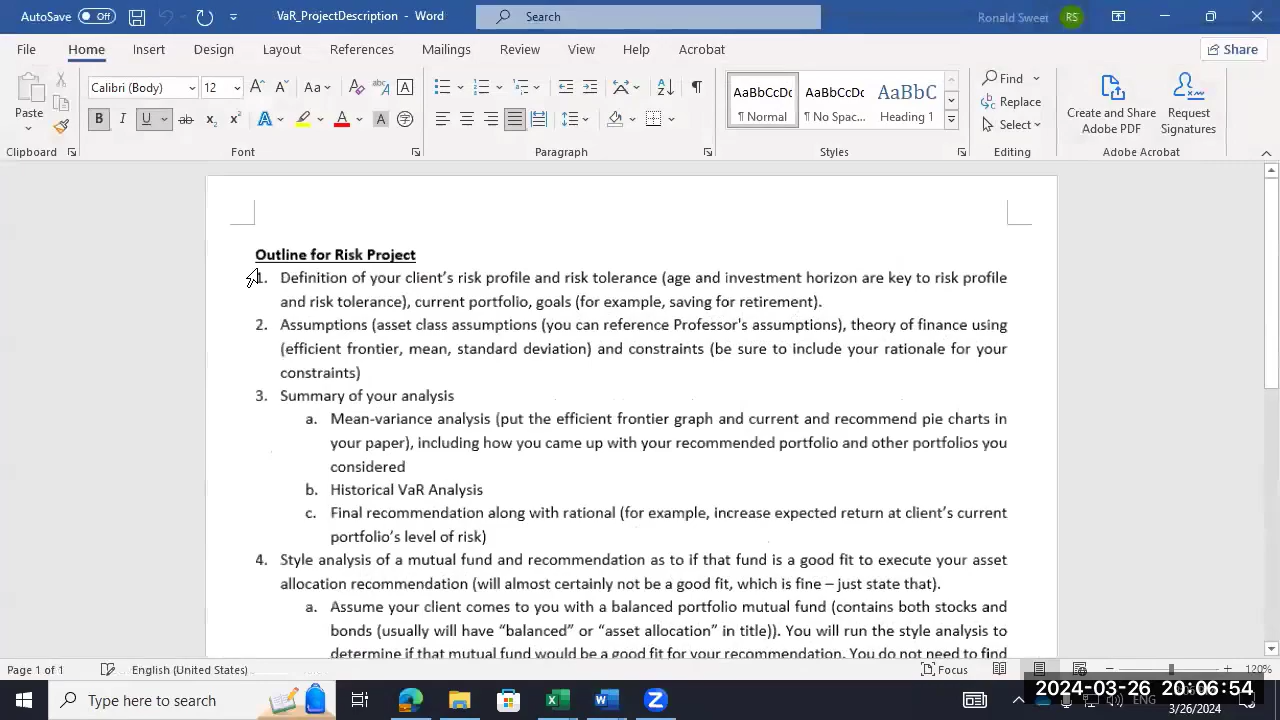 AutoSave Off VaR_ProjectDescription - Word Search Ronald Sweet RS
File Home Insert Design Layout References Mailings Review View Help Acrobat Share
Paste Calibri (Body) 12 Aa
Find
Replace
Select
AaBbCcDc AaBbCcDc AaBbC
¶ Normal ¶ No Spac... Heading 1
Create and Share Adobe PDF
Request Signatures
Clipboard Font Paragraph Styles Editing Adobe Acrobat
Outline for Risk Project
1. Definition of your client's risk profile and risk tolerance (age and investment horizon are key to risk profile
and risk tolerance), current portfolio, goals (for example, saving for retirement).
2. Assumptions (asset class assumptions (you can reference Professor's assumptions), theory of finance using
(efficient frontier, mean, standard deviation) and constraints (be sure to include your rationale for your
constraints)
3. Summary of your analysis
a. Mean-variance analysis (put the efficient frontier graph and current and recommend pie charts in
your paper), including how you came up with your recommended portfolio and other portfolios you
considered
b. Historical VaR Analysis
c. Final recommendation along with rational (for example, increase expected return at client's current
portfolio's level of risk)
4. Style analysis of a mutual fund and recommendation as to if that fund is a good fit to execute your asset
allocation recommendation (will almost certainly not be a good fit, which is fine – just state that).
a. Assume your client comes to you with a balanced portfolio mutual fund (contains both stocks and
bonds (usually will have “balanced” or “asset allocation” in title)). You will run the style analysis to
determine if that mutual fund would be a good fit for your recommendation. You do not need to find
Page 1 of 1 English (United States) Focus 120%
Type here to search
2024-03-26 20:06:54
ENG
3/26/2024